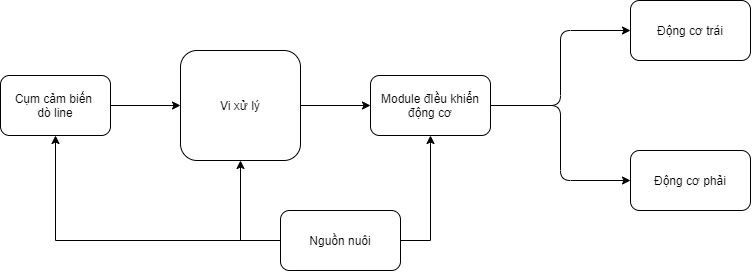 Động cơ trái
Cụm cảm biến
dò line
Vi xử lý
Module điều khiển
động cơ
Động cơ phải
Nguồn nuôi